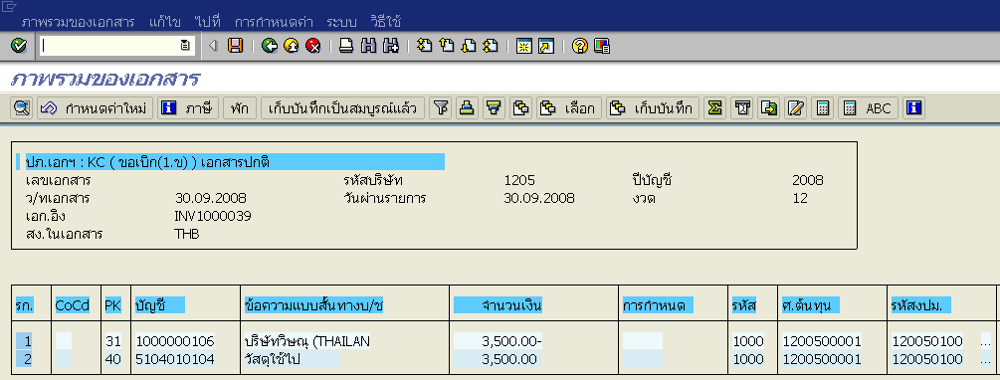 ภาพรวมของเอกสาร แก้ไข ไปที่ การกำหนดค่า ระบบ วิธีใช้
ภาพรวมของเอกสาร
กำหนดค่าใหม่ ภาษี พัก เก็บบันทึกเป็นสมบูรณ์แล้ว เลือก เก็บบันทึก ABC
ปภ.เอกฯ : KC ( ขอเบิก(1.ข) ) เอกสารปกติ
เลขเอกสาร รหัสบริษัท 1205 ปีบัญชี 2008
ว/ทเอกสาร 30.09.2008 วันผ่านรายการ 30.09.2008 งวด 12
เอก.อิง INV1000039
สง.ในเอกสาร THB
รก. CoCd PK บัญชี ข้อความแบบสั้นทางบ/ช จำนวนเงิน การกำหนด รหัส ศ.ต้นทุน รหัสงปม.
1 31 1000000106 บริษัทวิษณุ (THAILAN 3,500.00- 1000 1200500001 120050100 ...
2 40 5104010104 วัสดุใช้ไป 3,500.00 1000 1200500001 120050100 ...